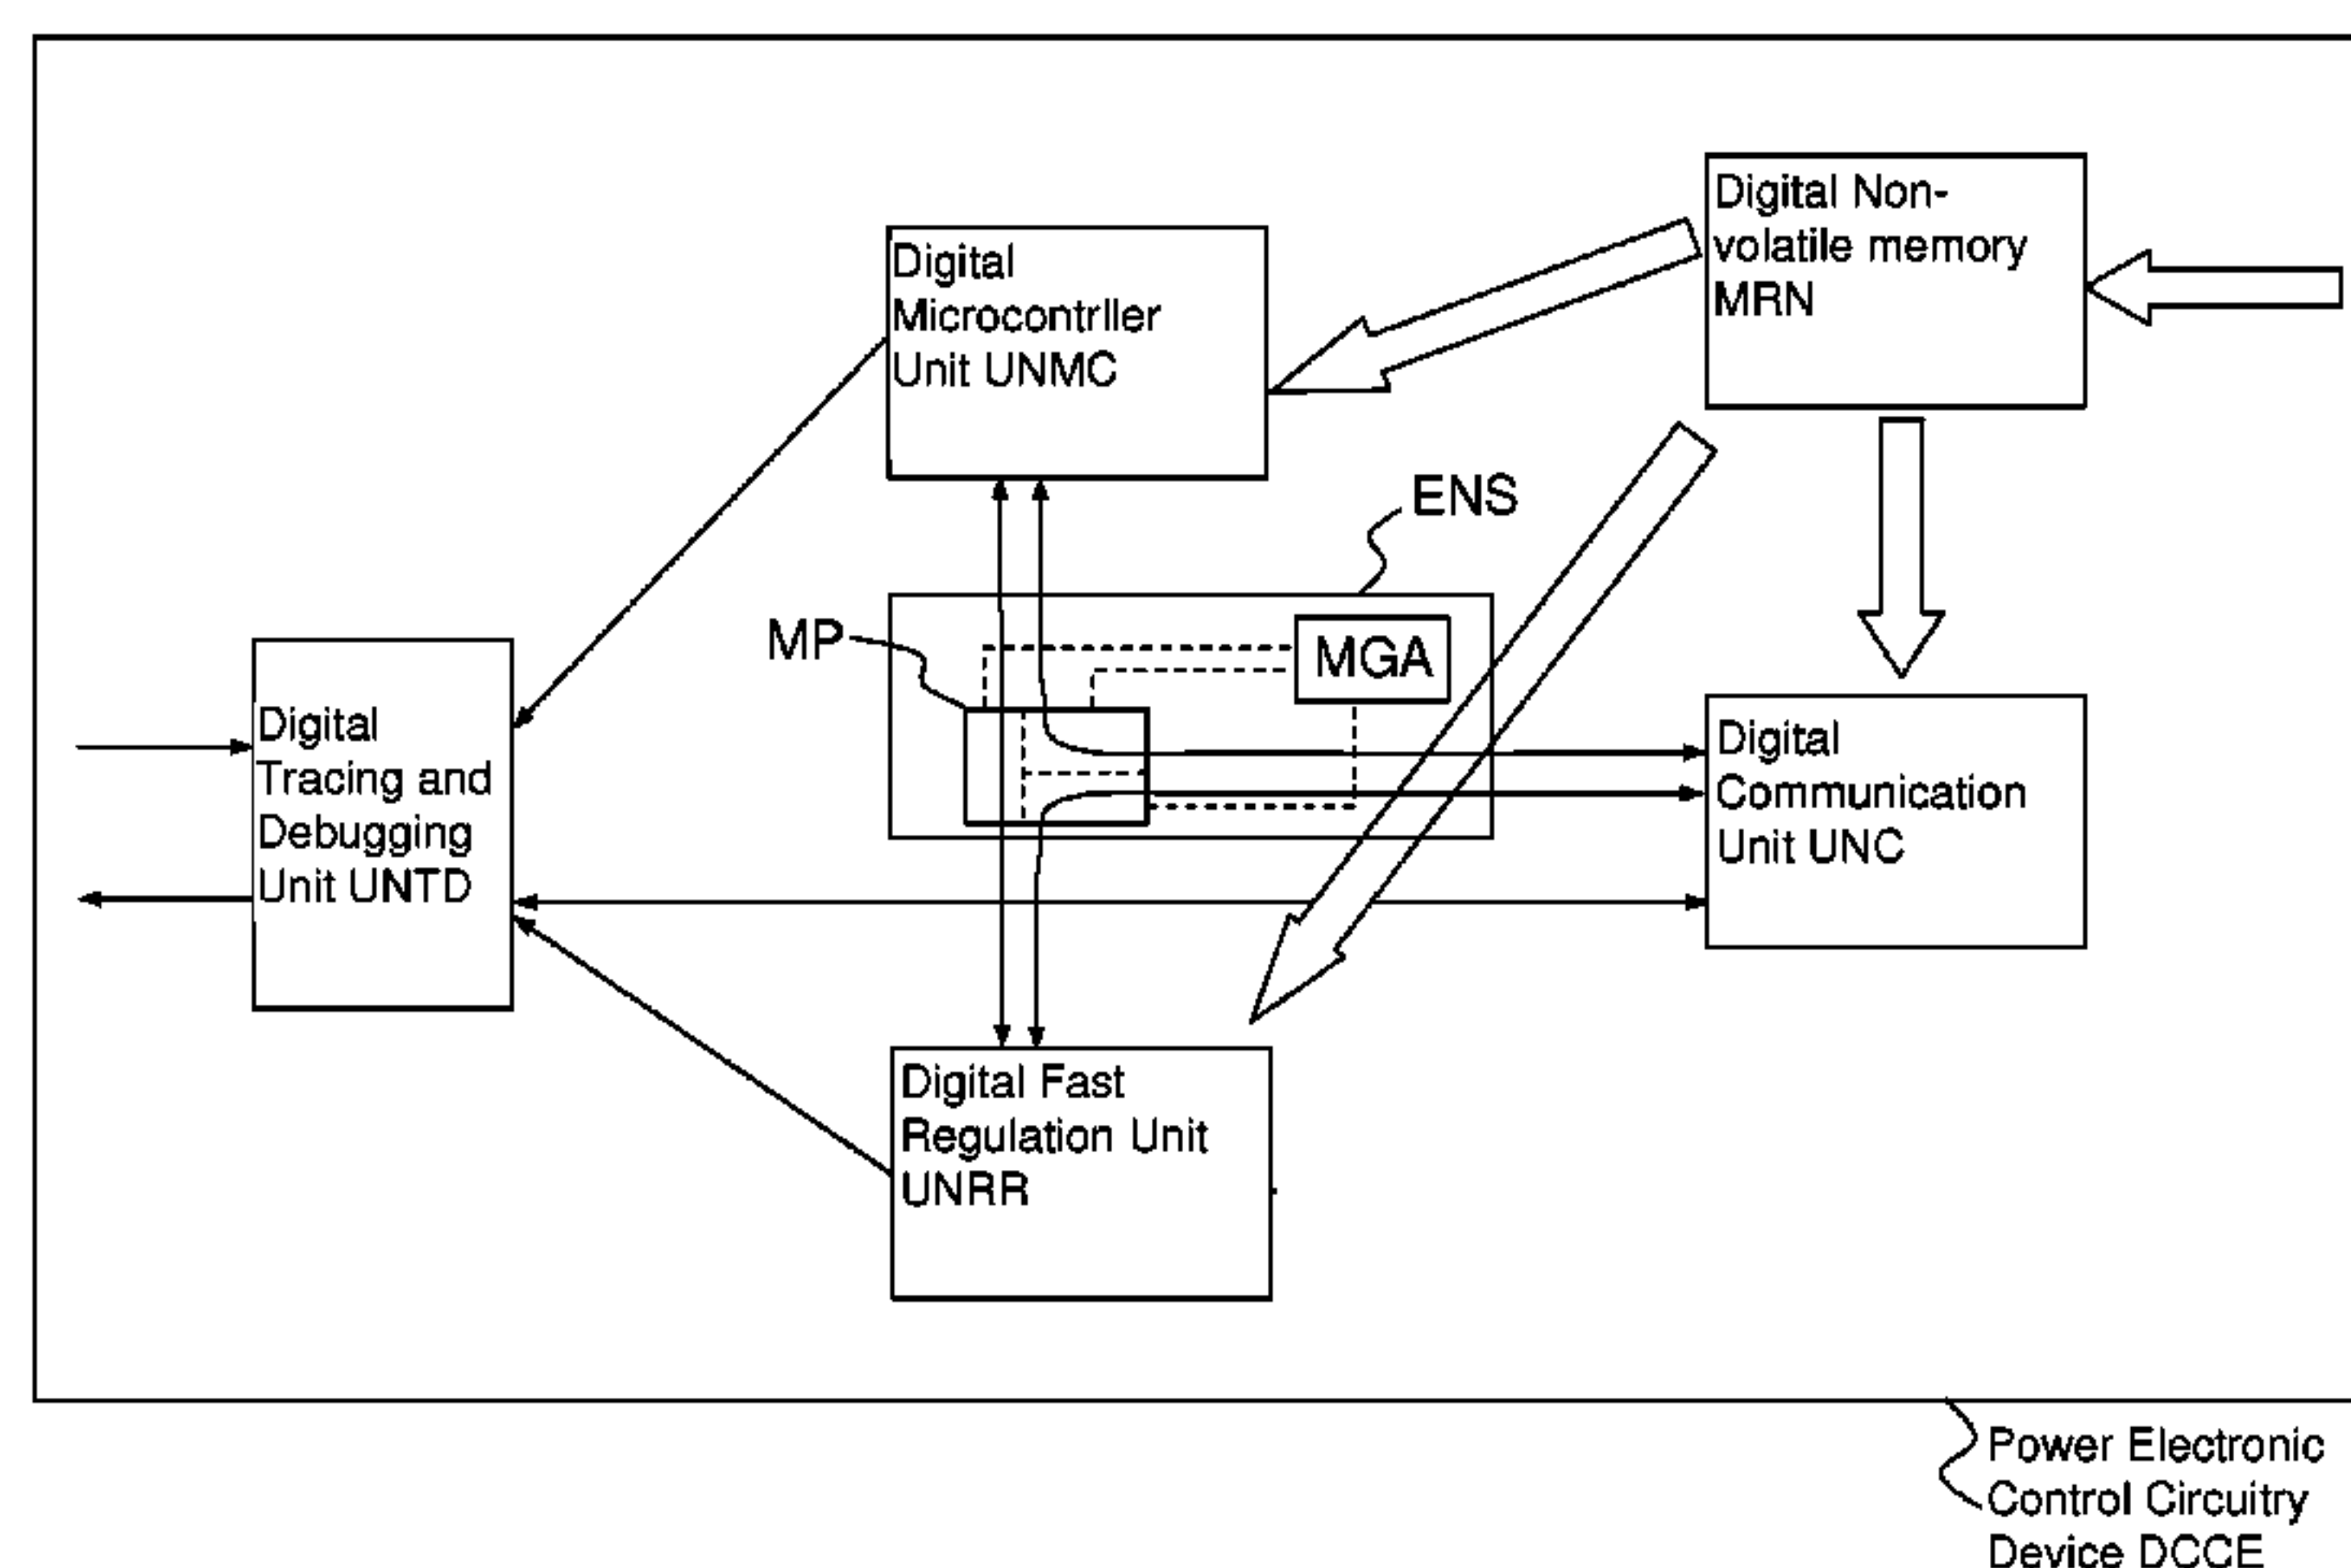 Digital Non-
volatile memory
MRN
Digital
Microcontrller
Unit UNMC
ENS
MP
MGA
Digital
Tracing and
Debugging
Unit UNTD
Digital
Communication
Unit UNC
Digital Fast
Regulation Unit
UNRR
Power Electronic
Control Circuitry
Device DCCE